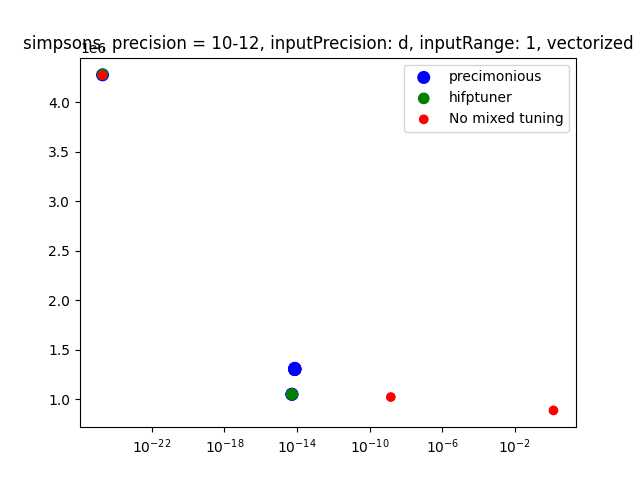 simpsons, precision = 10-12, inputPrecision: d, inputRange: 1, vectorized
1e6
precimonious
hifptuner
No mixed tuning
4.0
3.5
3.0
2.5
2.0
1.5
1.0
10⁻²² 10⁻¹⁸ 10⁻¹⁴ 10⁻¹⁰ 10⁻⁶ 10⁻²